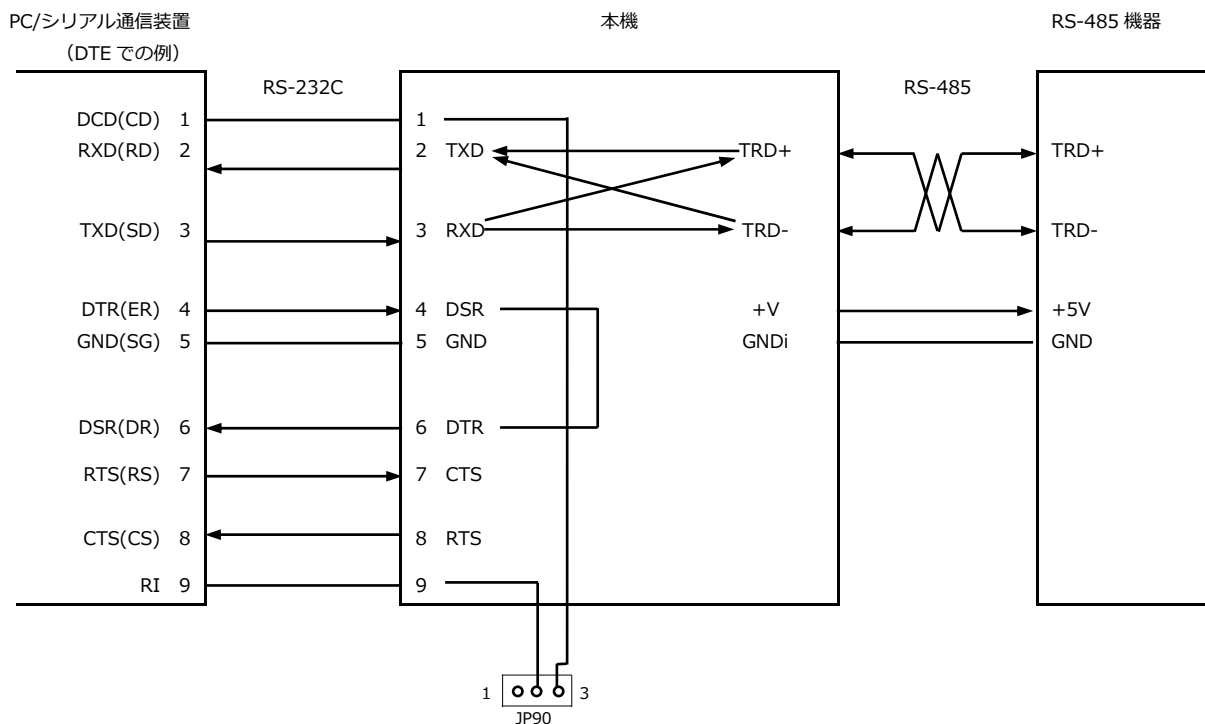 PC/シリアル通信装置
（DTE での例）
本機
RS-485 機器
RS-232C
RS-485
DCD(CD) 1
1
RXD(RD) 2
2 TXD
TRD+
TRD+
TXD(SD) 3
3 RXD
TRD-
TRD-
DTR(ER) 4
4 DSR
+V
+5V
GND(SG) 5
5 GND
GNDi
GND
DSR(DR) 6
6 DTR
RTS(RS) 7
7 CTS
CTS(CS) 8
8 RTS
RI 9
9
1
3
JP90